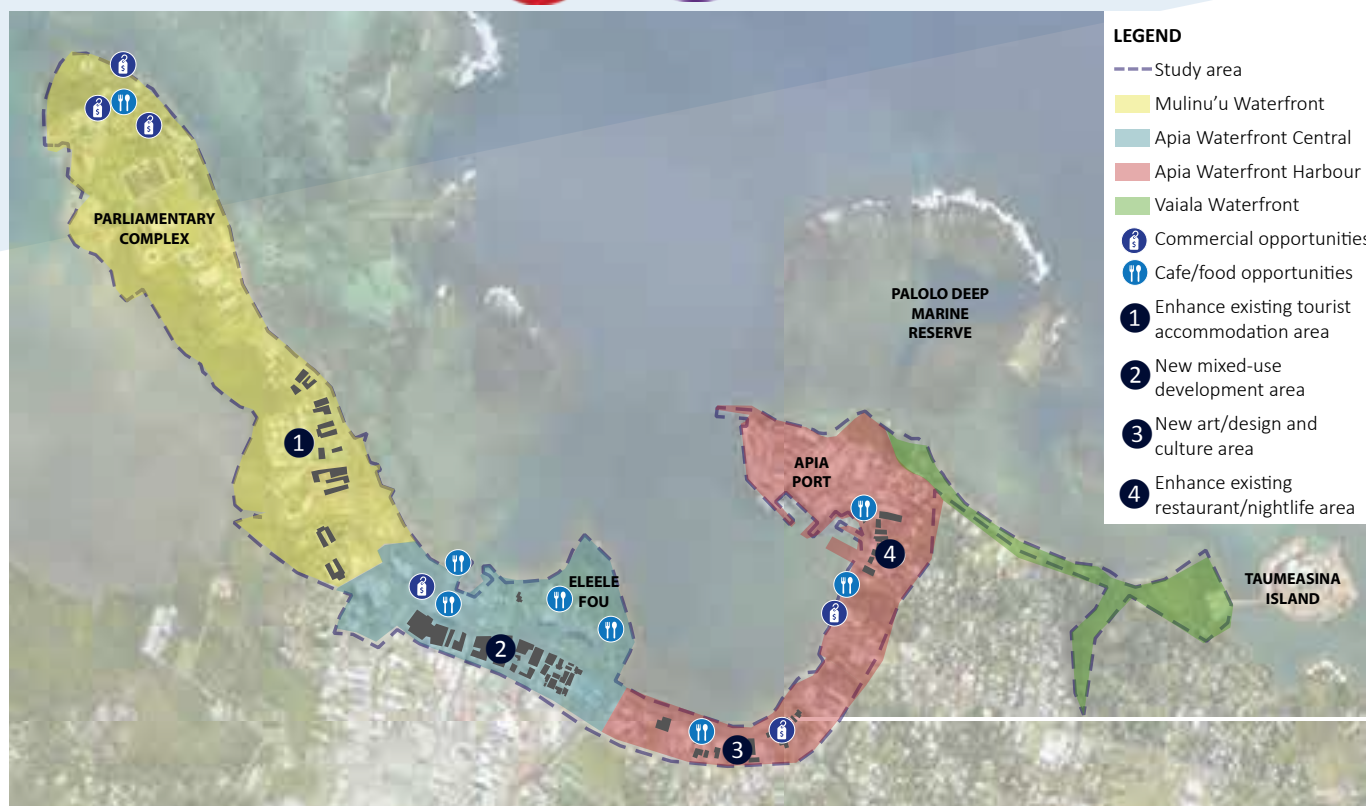 LEGEND
Study area
Mulinu’u Waterfront
Apia Waterfront Central
Apia Waterfront Harbour
Vaiala Waterfront
Commercial opportunities
Cafe/food opportunities
1 Enhance existing tourist
accommodation area
2 New mixed-use
development area
3 New art/design and
culture area
4 Enhance existing
restaurant/nightlife area
PARLIAMENTARY
COMPLEX
PALOLO DEEP
MARINE
RESERVE
1
APIA
PORT
4
ELEELE
FOU
TAUMEASINA
ISLAND
2
3